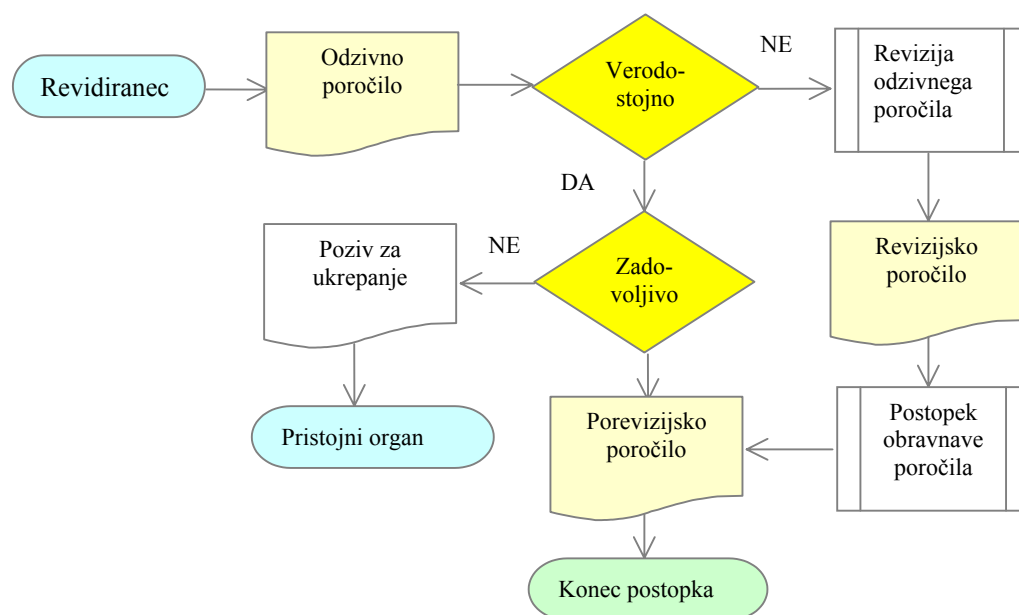 Revidiranec
Odzivno
poročilo
Verodo-
stojno
NE
Revizija
odzivnega
poročila
DA
Poziv za
ukrepanje
NE
Zado-
voljivo
Revizijsko
poročilo
Pristojni organ
Porevizijsko
poročilo
Postopek
obravnave
poročila
Konec postopka